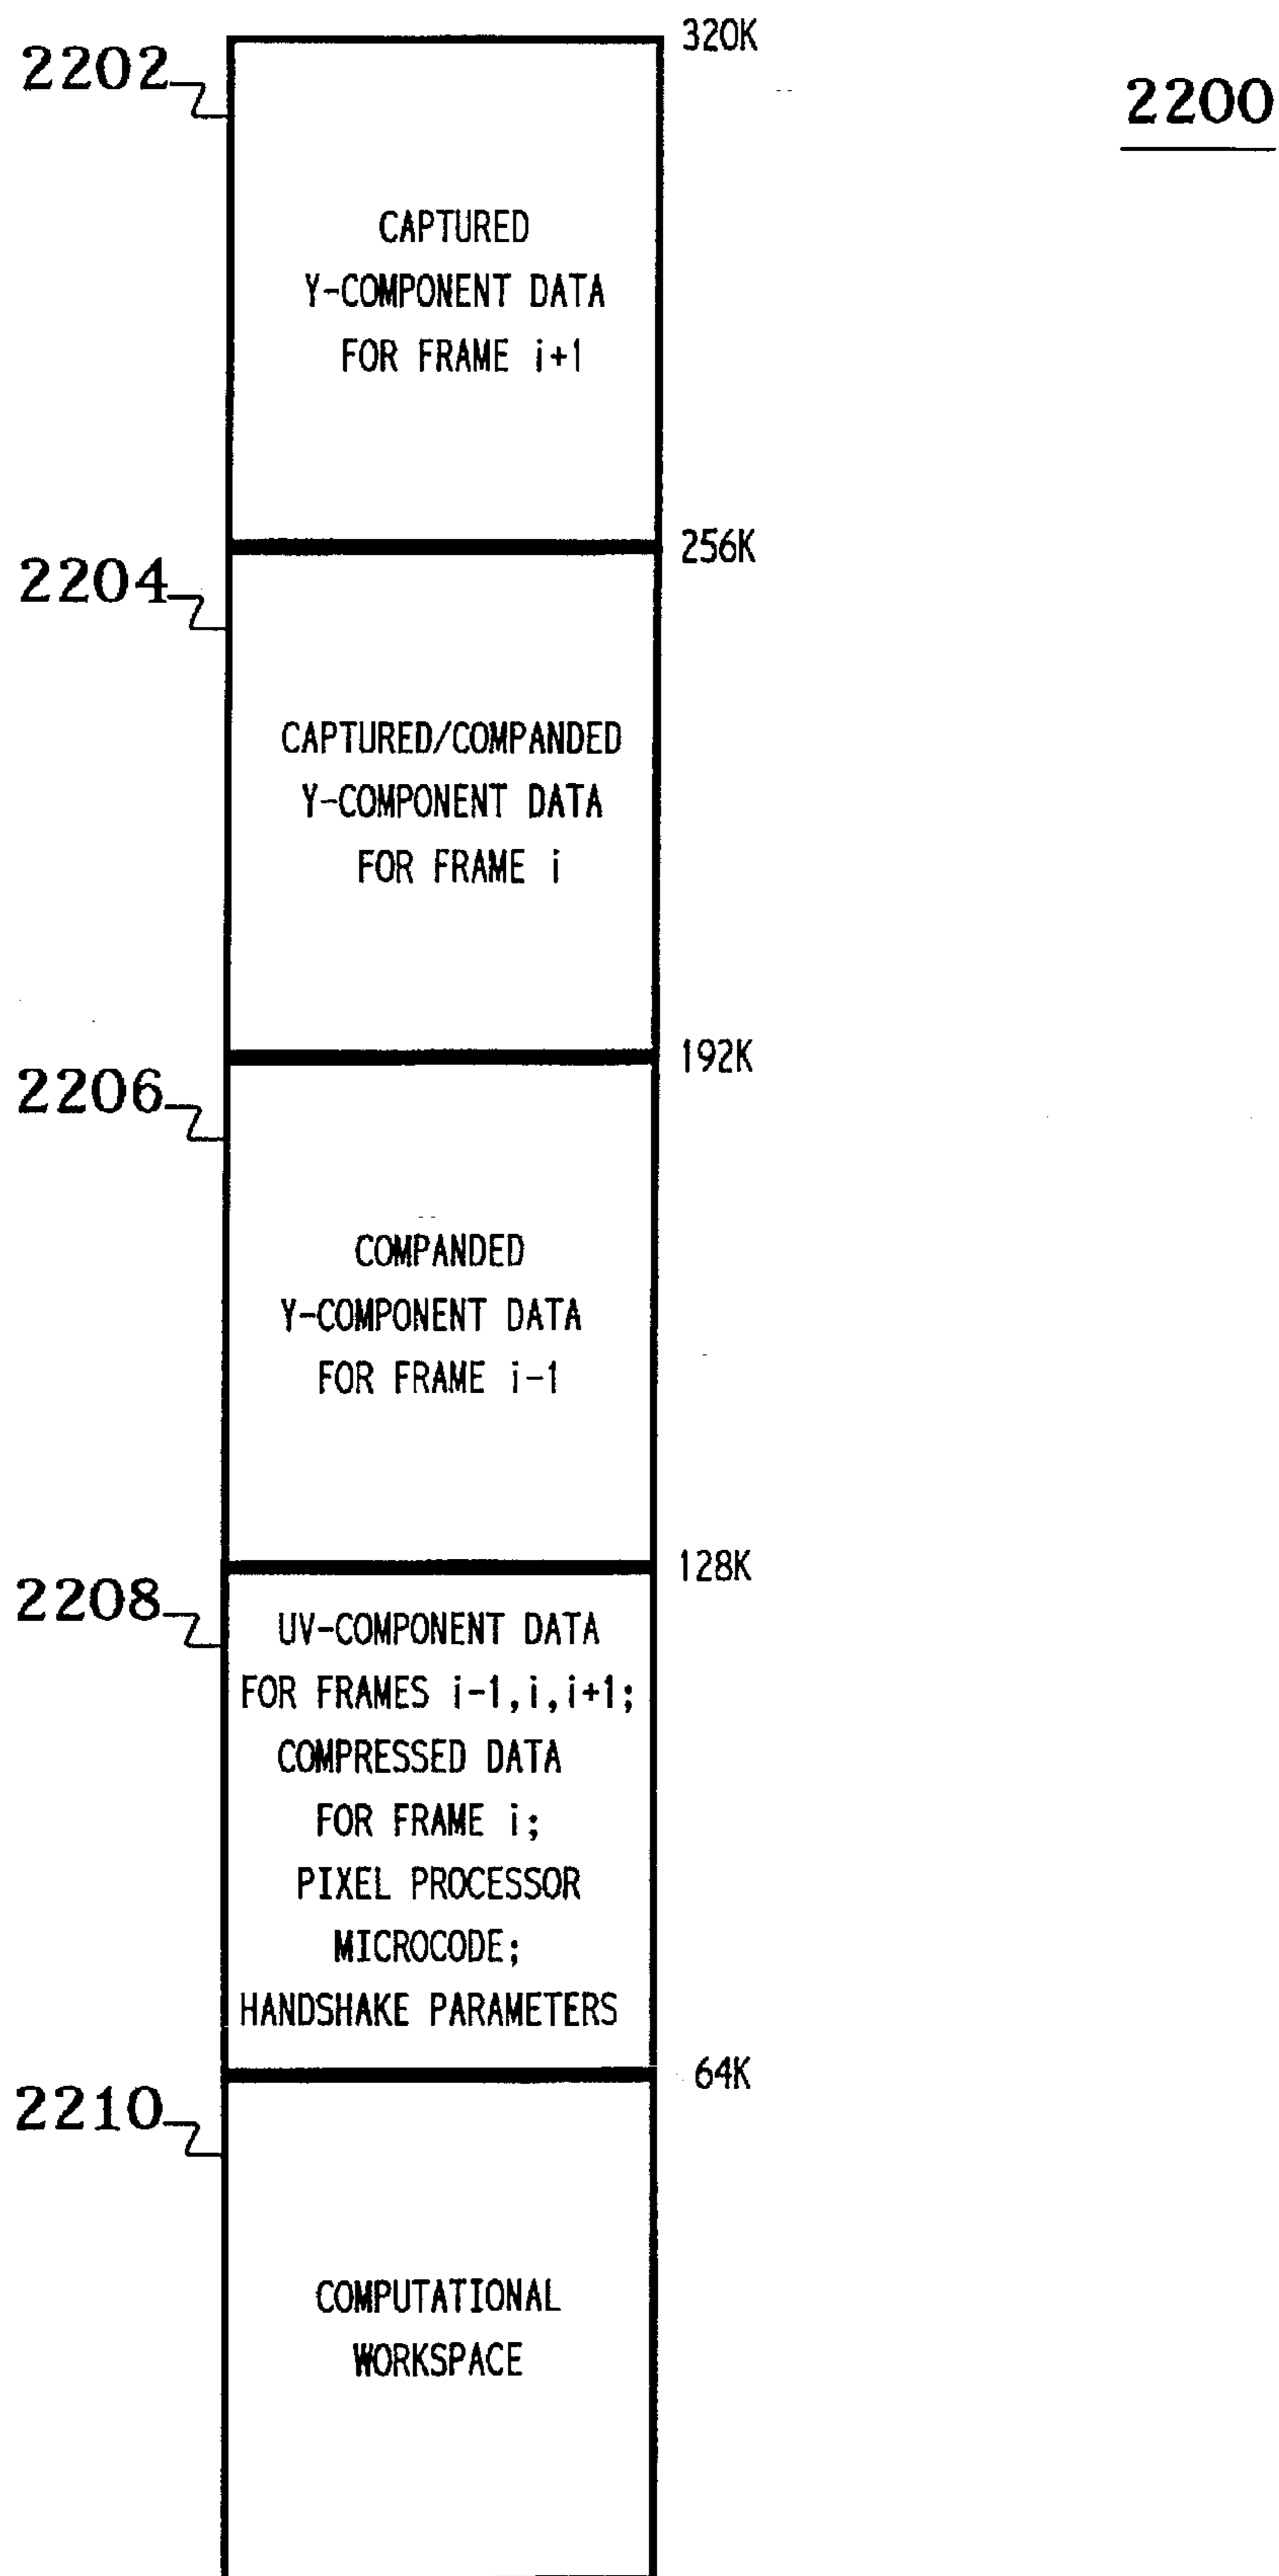 320K
2202
2200
CAPTURED
Y-COMPONENT DATA
FOR FRAME i+1
256K
2204
CAPTURED/COMPANDED
Y-COMPONENT DATA
FOR FRAME i
192K
2206
COMPANDED
Y-COMPONENT DATA
FOR FRAME i-1
128K
2208
UV-COMPONENT DATA
FOR FRAMES i-1,i,i+1;
COMPRESSED DATA
FOR FRAME i;
PIXEL PROCESSOR
MICROCODE;
HANDSHAKE PARAMETERS
64K
2210
COMPUTATIONAL
WORKSPACE